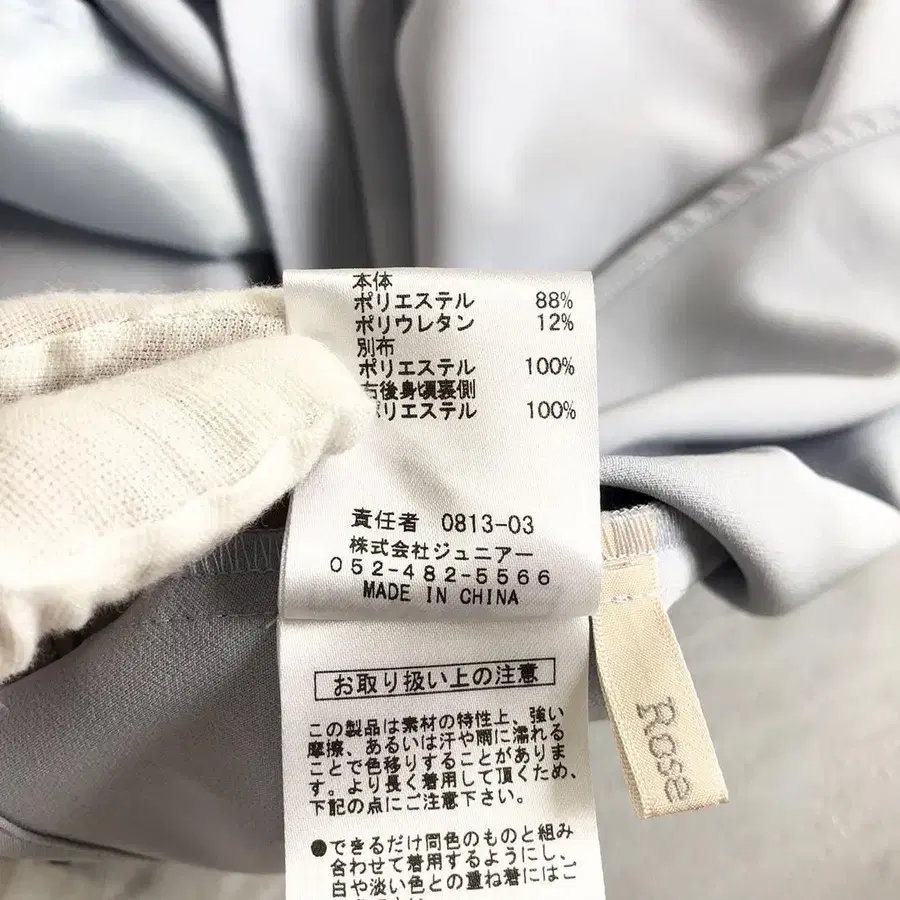 本体
ポリエステル 88%
ポリウレタン 12%
別布
ポリエステル 100%
右後身頃裏側
ポリエステル 100%
責任者 0813-03
株式会社ジュニアー
052-482-5566
MADE IN CHINA
お取り扱い上の注意
この製品は素材の特性上、強い
摩擦、あるいは汗や雨に濡れる
ことで色移りすることがありま
す。より長く着用して頂くため、
下記の点にご注意下さい。
●できるだけ同色のものと組み
合わせて着用するようにし、
白や淡い色との重ね着にはご
Rose